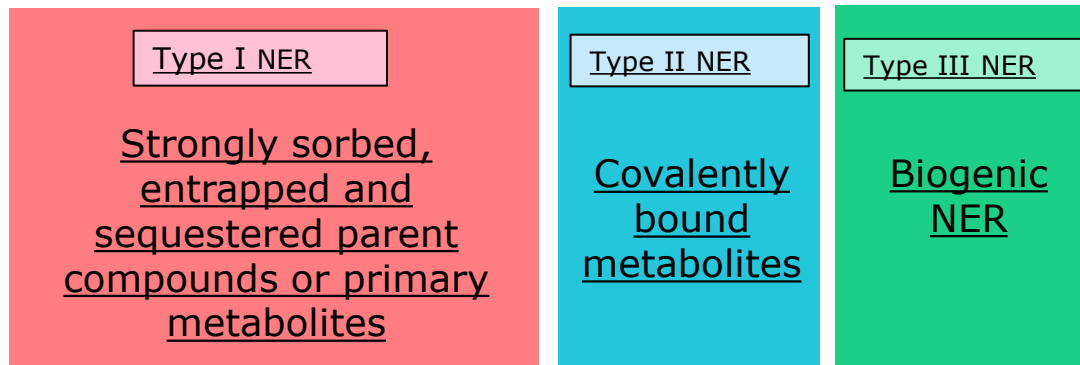 Type I NER
Strongly sorbed,
entrapped and
sequestered parent
compounds or primary
metabolites
Type II NER
Covalently
bound
metabolites
Type III NER
Biogenic
NER